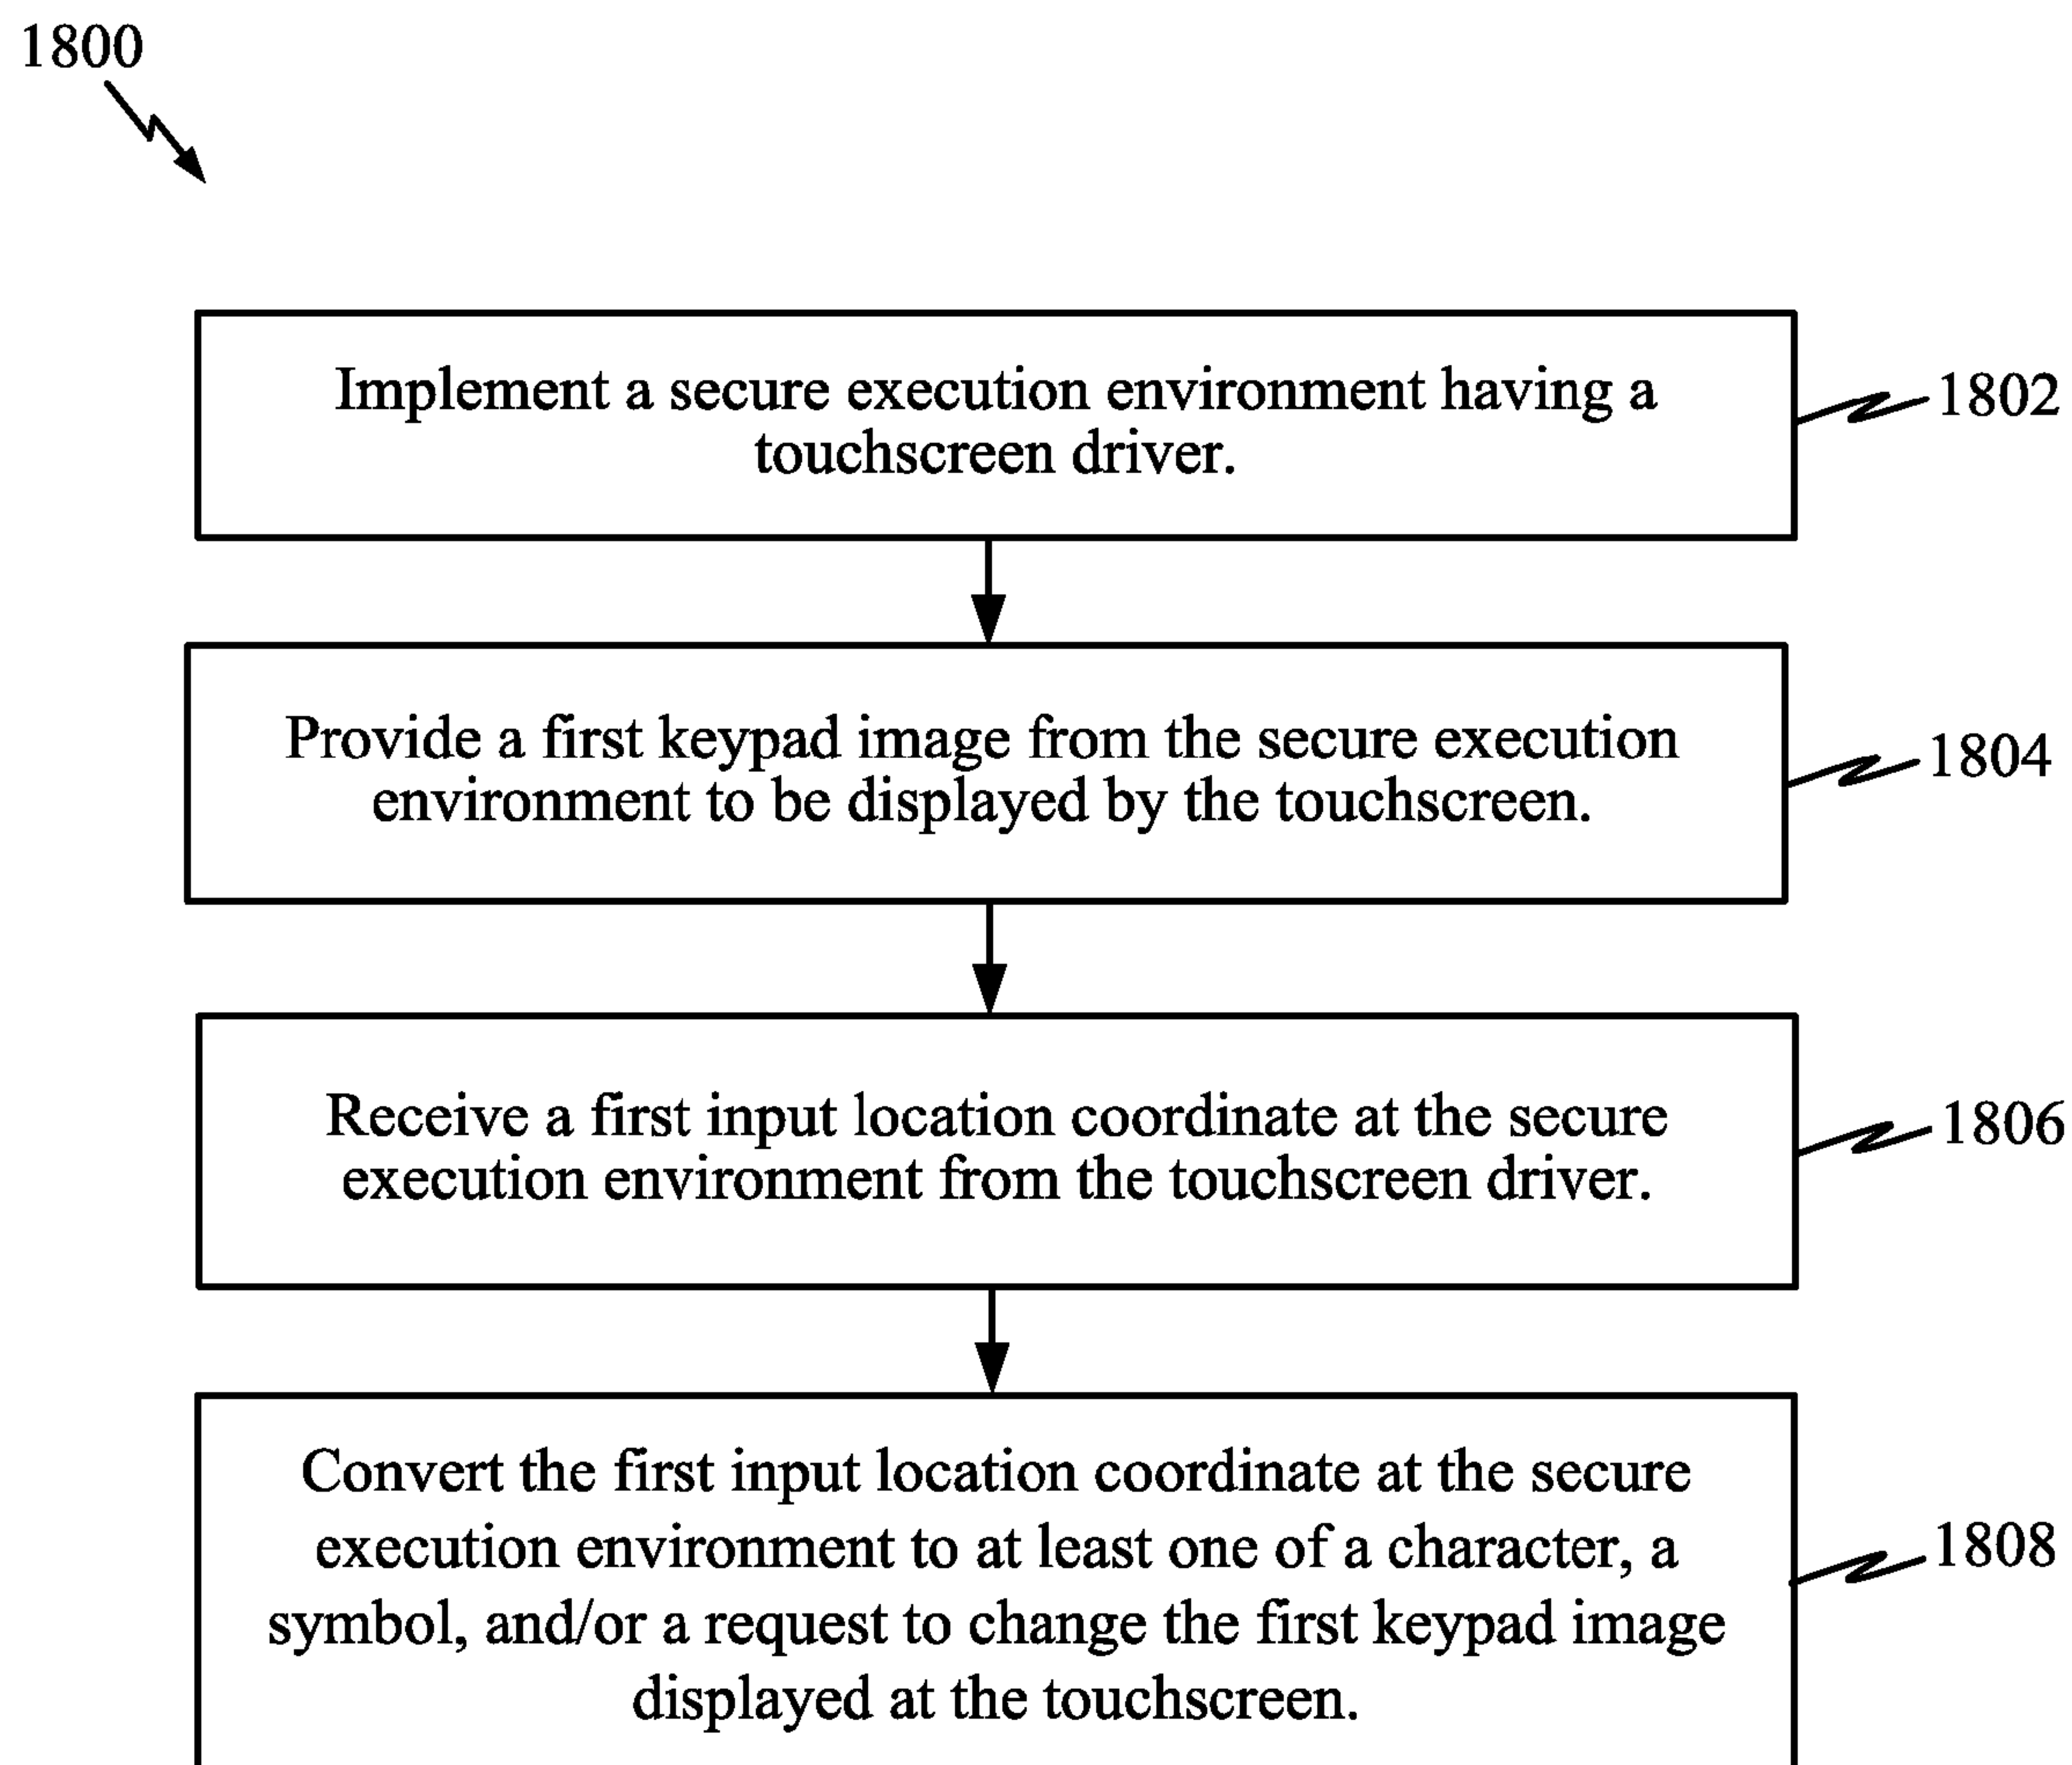 1800
Implement a secure execution environment having a
touchscreen driver.
1802
Provide a first keypad image from the secure execution
environment to be displayed by the touchscreen.
1804
Receive a first input location coordinate at the secure
execution environment from the touchscreen driver.
1806
Convert the first input location coordinate at the secure
execution environment to at least one of a character, a
symbol, and/or a request to change the first keypad image
displayed at the touchscreen.
1808